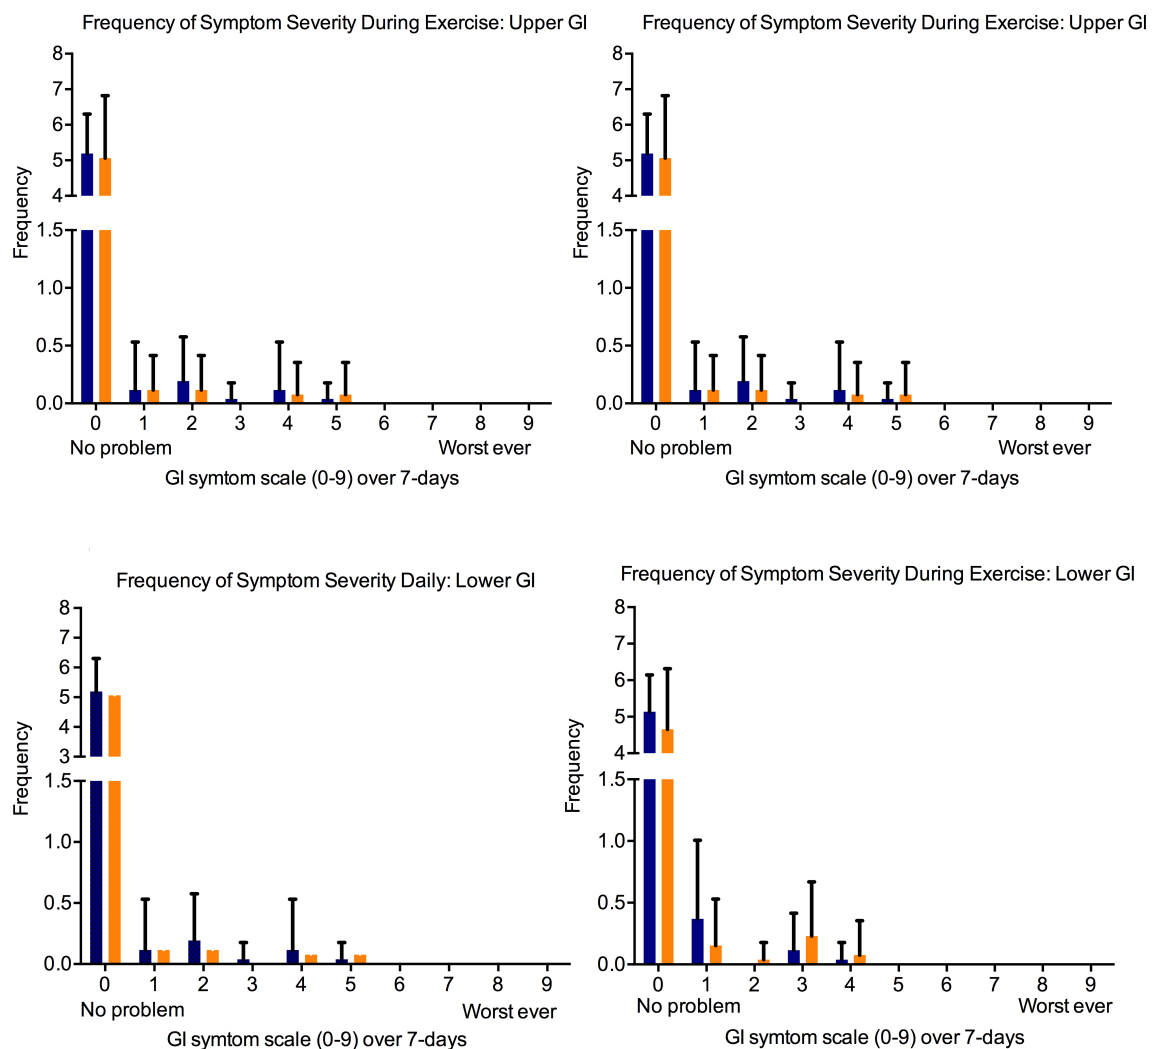 Frequency of Symptom Severity During Exercise: Upper GI
8
7
6
5
4
1.5
1.0
0.5
0.0
Frequency
0 1 2 3 4 5 6 7 8 9
No problem Worst ever
GI symtom scale (0-9) over 7-days
Frequency of Symptom Severity During Exercise: Upper GI
8
7
6
5
4
1.5
1.0
0.5
0.0
Frequency
0 1 2 3 4 5 6 7 8 9
No problem Worst ever
GI symtom scale (0-9) over 7-days
Frequency of Symptom Severity Daily: Lower GI
8
7
6
5
4
3
1.5
1.0
0.5
0.0
Frequency
0 1 2 3 4 5 6 7 8 9
No problem Worst ever
GI symtom scale (0-9) over 7-days
Frequency of Symptom Severity During Exercise: Lower GI
8
7
6
5
4
1.5
1.0
0.5
0.0
Frequency
0 1 2 3 4 5 6 7 8 9
No problem Worst ever
GI symtom scale (0-9) over 7-days